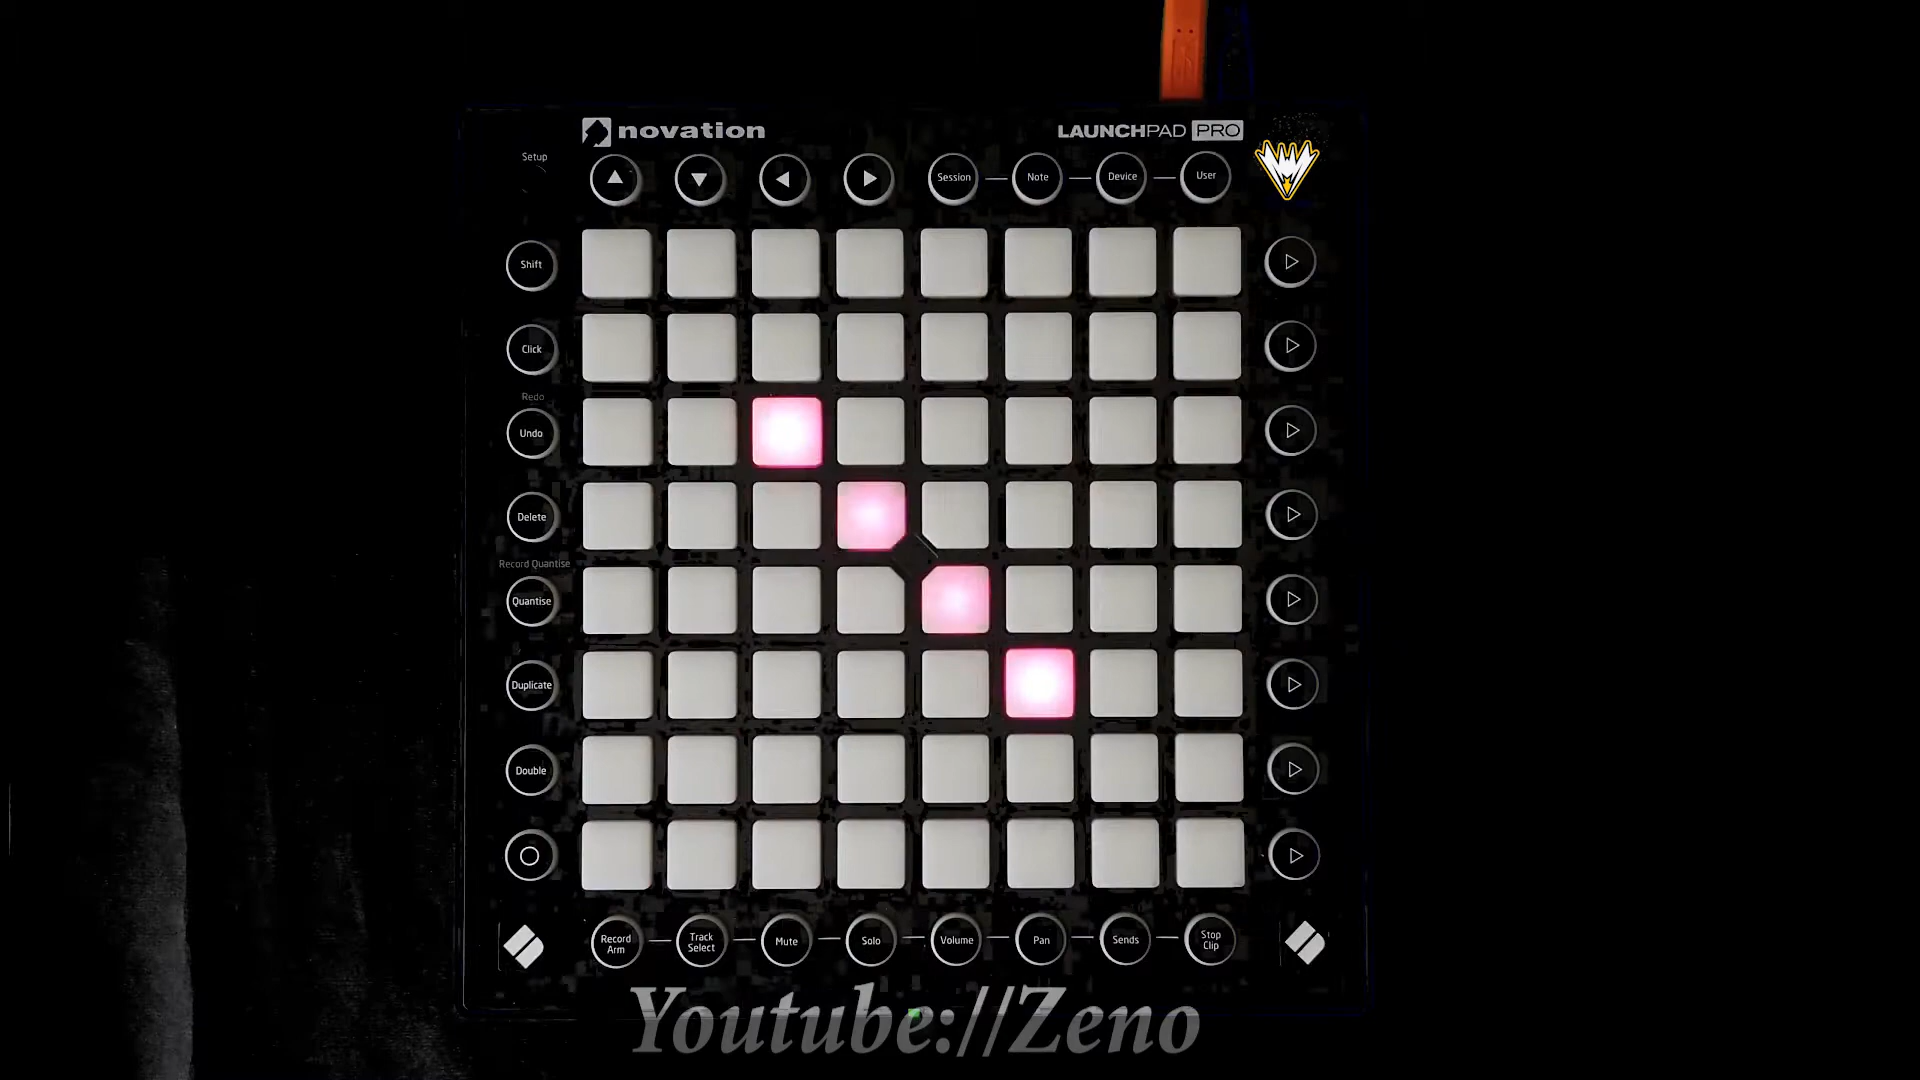 novation
LAUNCHPAD PRO
Setup
Session
Note
Device
User
Shift
Click
Redo
Undo
Delete
Record Quantise
Quantise
Duplicate
Double
Record
Arm
Track
Select
Mute
Solo
Volume
Pan
Sends
Stop
Clip
Youtube://Zeno